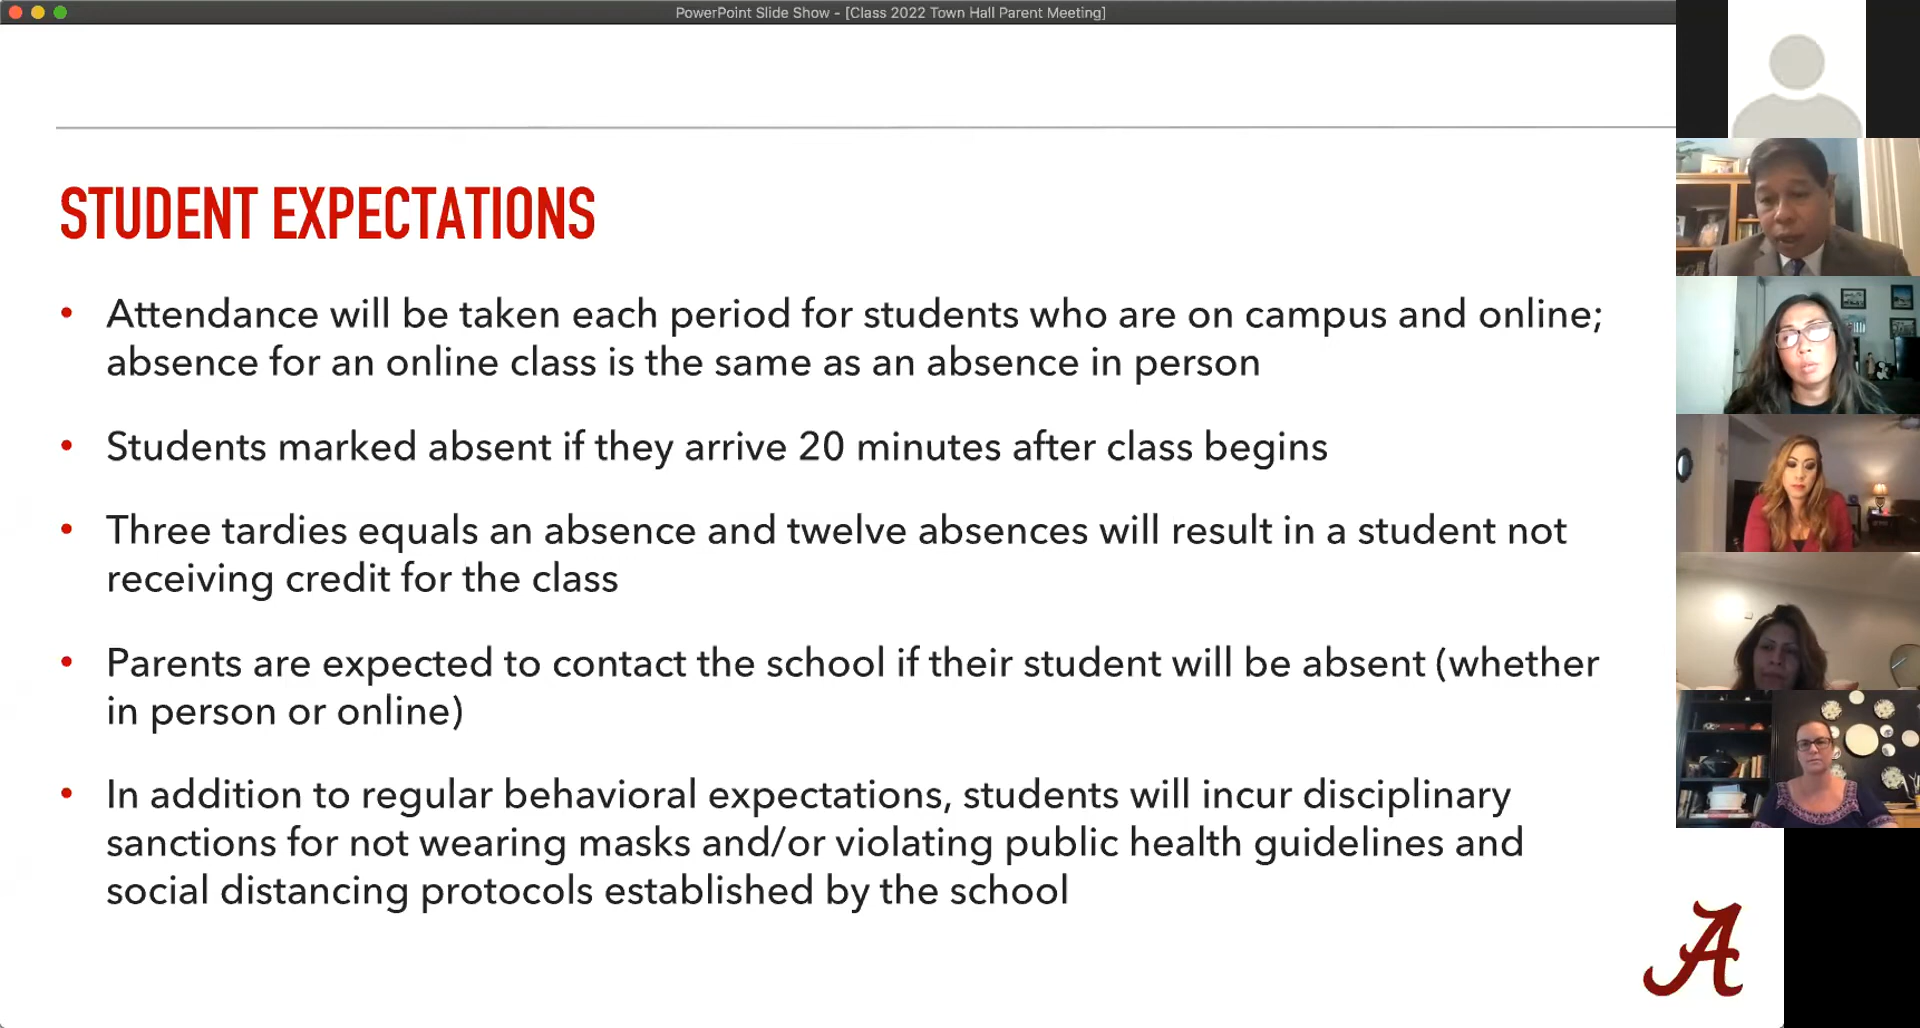 PowerPoint Slide Show - [Class 2022 Town Hall Parent Meeting]
STUDENT EXPECTATIONS
• Attendance will be taken each period for students who are on campus and online;
absence for an online class is the same as an absence in person
• Students marked absent if they arrive 20 minutes after class begins
• Three tardies equals an absence and twelve absences will result in a student not
receiving credit for the class
• Parents are expected to contact the school if their student will be absent (whether
in person or online)
• In addition to regular behavioral expectations, students will incur disciplinary
sanctions for not wearing masks and/or violating public health guidelines and
social distancing protocols established by the school
A